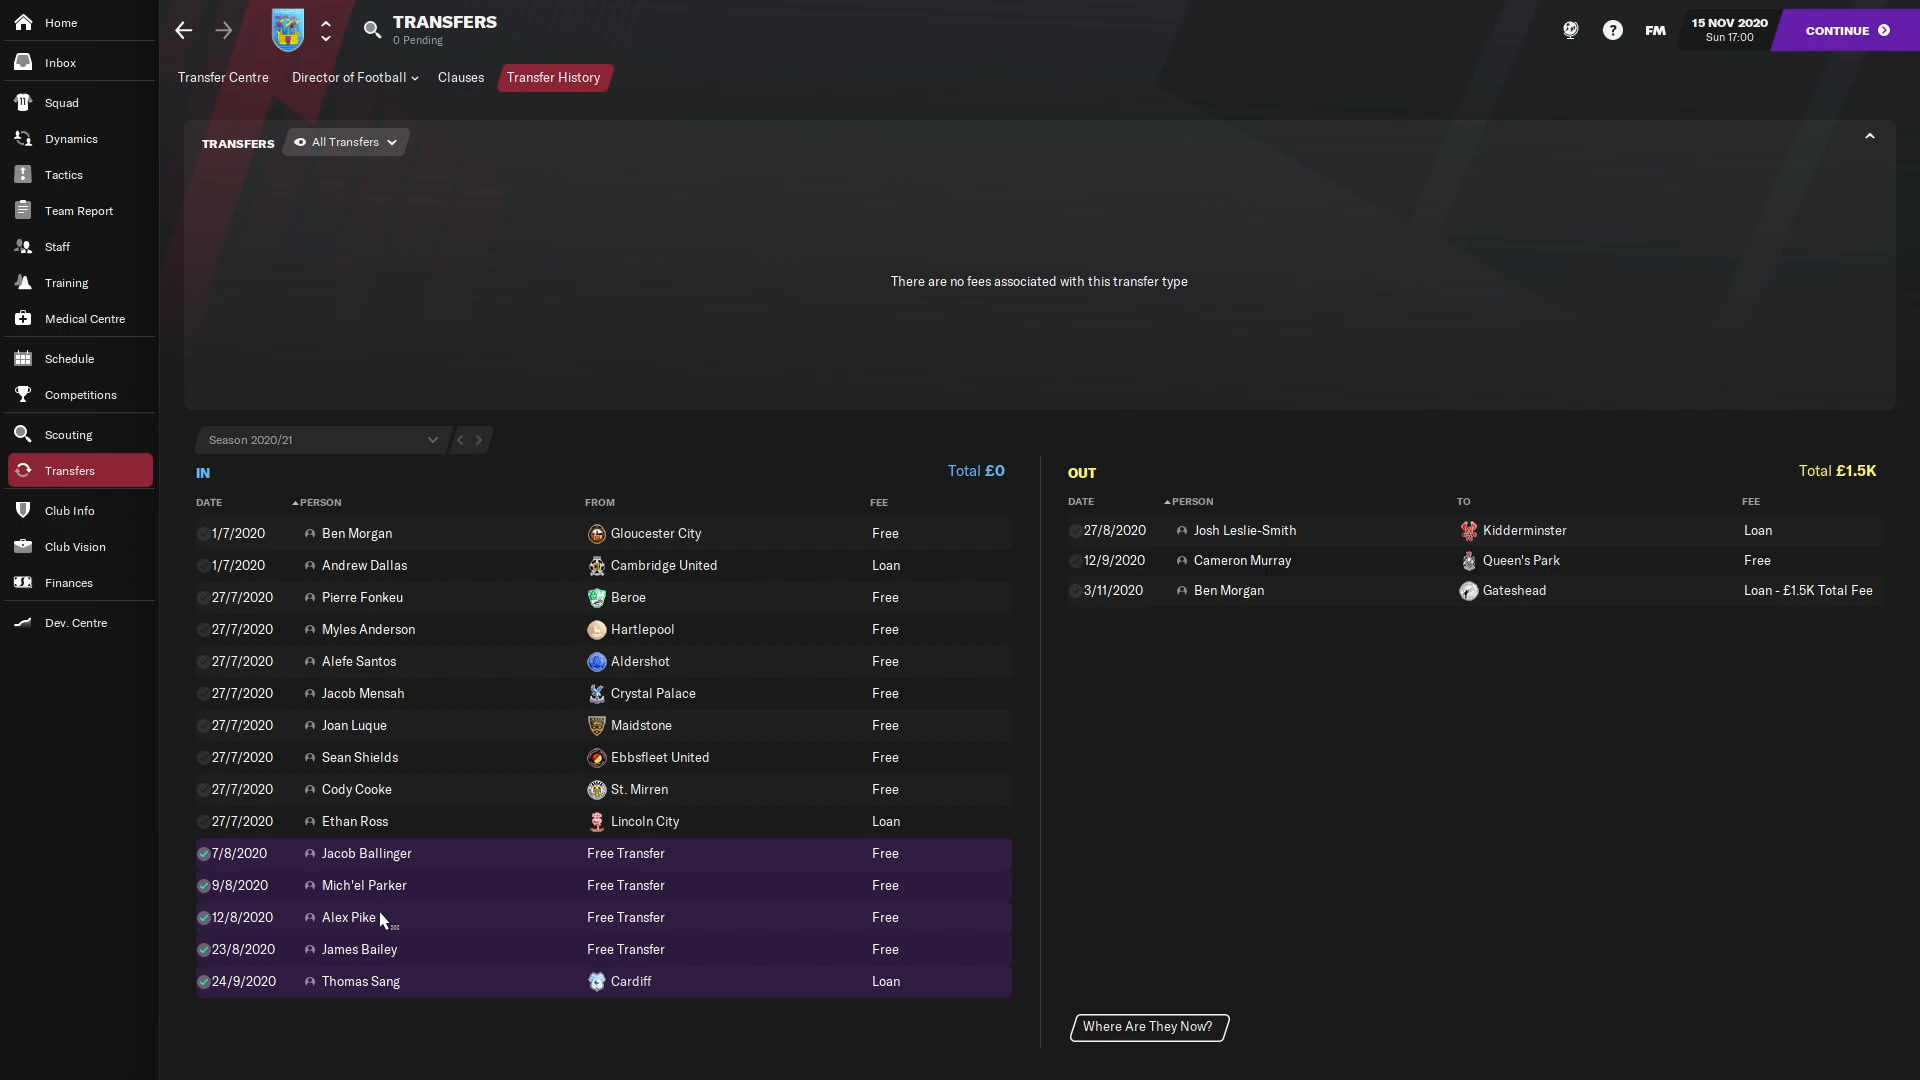 Home
Inbox
Squad
Dynamics
Tactics
Team Report
Staff
Training
Medical Centre
Schedule
Competitions
Scouting
Transfers
Club Info
Club Vision
Finances
Dev. Centre
TRANSFERS
0 Pending
? FM 15 NOV 2020 CONTINUE
Sun 17:00
Transfer Centre Director of Football Clauses Transfer History
TRANSFERS All Transfers
There are no fees associated with this transfer type
Season 2020/21
IN Total £0
DATE PERSON FROM FEE
1/7/2020 Ben Morgan Gloucester City Free
1/7/2020 Andrew Dallas Cambridge United Loan
27/7/2020 Pierre Fonkeu Beroe Free
27/7/2020 Myles Anderson Hartlepool Free
27/7/2020 Alefe Santos Aldershot Free
27/7/2020 Jacob Mensah Crystal Palace Free
27/7/2020 Joan Luque Maidstone Free
27/7/2020 Sean Shields Ebbsfleet United Free
27/7/2020 Cody Cooke St. Mirren Free
27/7/2020 Ethan Ross Lincoln City Loan
7/8/2020 Jacob Ballinger Free Transfer Free
9/8/2020 Mich'el Parker Free Transfer Free
12/8/2020 Alex Pike Free Transfer Free
23/8/2020 James Bailey Free Transfer Free
24/9/2020 Thomas Sang Cardiff Loan
OUT Total £1.5K
DATE PERSON TO FEE
27/8/2020 Josh Leslie-Smith Kidderminster Loan
12/9/2020 Cameron Murray Queen's Park Free
3/11/2020 Ben Morgan Gateshead Loan - £1.5K Total Fee
Where Are They Now?